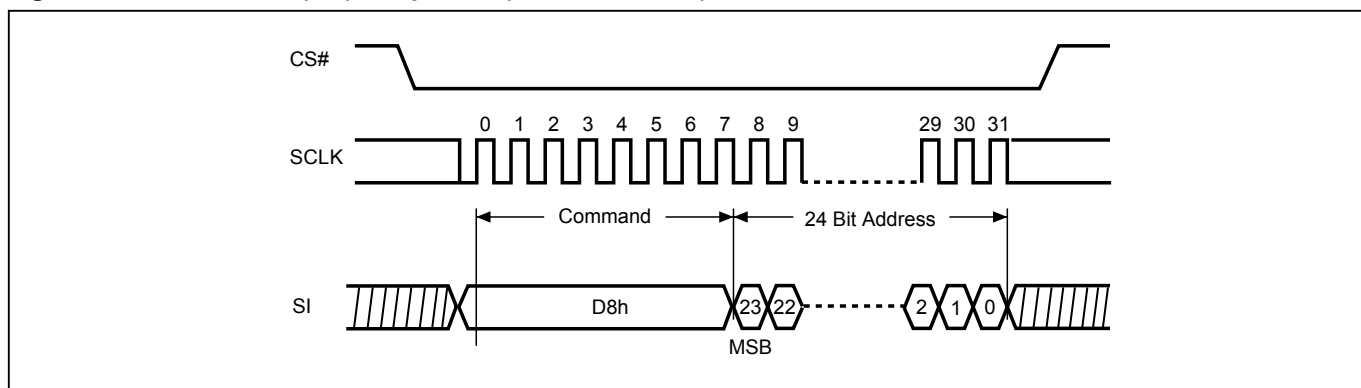 CS#
0 1 2 3 4 5 6 7 8 9 29 30 31
SCLK
Command 24 Bit Address
SI D8h 23 22 2 1 0
MSB